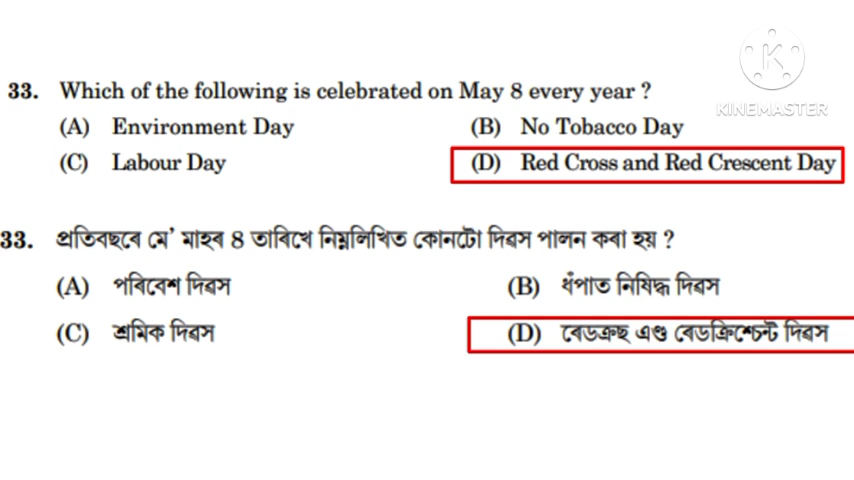 33. Which of the following is celebrated on May 8 every year ?
(A) Environment Day (B) No Tobacco Day
(C) Labour Day (D) Red Cross and Red Crescent Day
KINEMASTER
33. প্ৰতিবছৰে মে’ মাহৰ 8 তাৰিখে নিম্নলিখিত কোনটো দিৱস পালন কৰা হয় ?
(A) পৰিবেশ দিৱস (B) ধঁপাত নিষিদ্ধ দিৱস
(C) শ্ৰমিক দিৱস (D) ৰেডক্ৰছ এণ্ড ৰেডক্ৰিশ্চেন্ট দিৱস